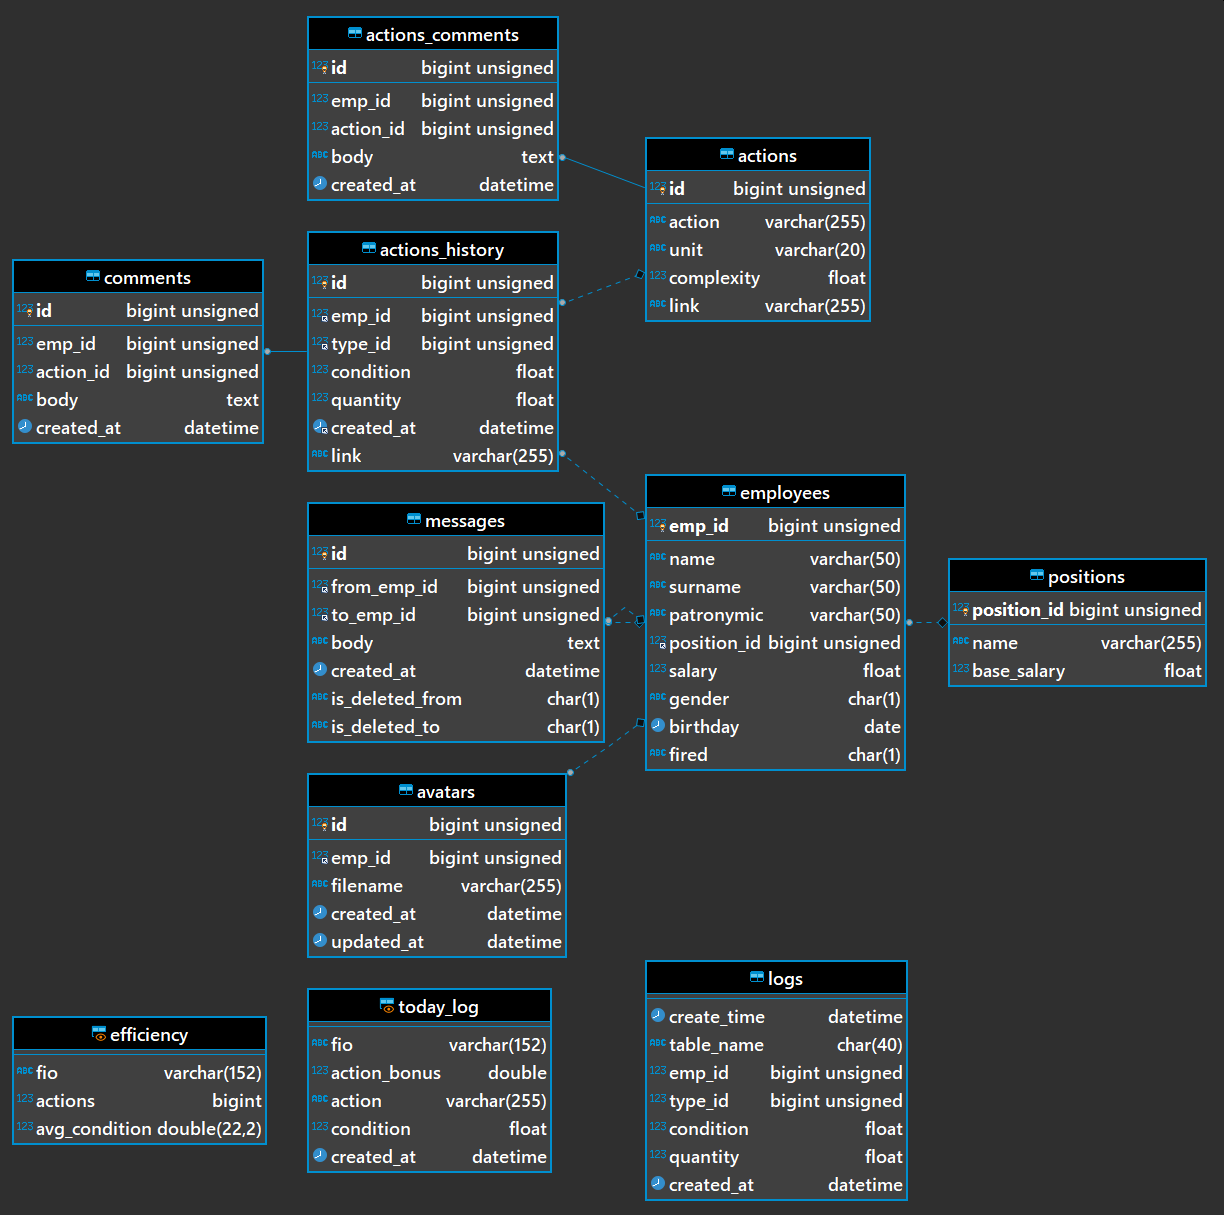 actions_comments
id bigint unsigned
emp_id bigint unsigned
action_id bigint unsigned
body text
created_at datetime
actions
id bigint unsigned
action varchar(255)
unit varchar(20)
complexity float
link varchar(255)
comments
id bigint unsigned
emp_id bigint unsigned
action_id bigint unsigned
body text
created_at datetime
actions_history
id bigint unsigned
emp_id bigint unsigned
type_id bigint unsigned
condition float
quantity float
created_at datetime
link varchar(255)
messages
id bigint unsigned
from_emp_id bigint unsigned
to_emp_id bigint unsigned
body text
created_at datetime
is_deleted_from char(1)
is_deleted_to char(1)
employees
emp_id bigint unsigned
name varchar(50)
surname varchar(50)
patronymic varchar(50)
position_id bigint unsigned
salary float
gender char(1)
birthday date
fired char(1)
positions
position_id bigint unsigned
name varchar(255)
base_salary float
avatars
id bigint unsigned
emp_id bigint unsigned
filename varchar(255)
created_at datetime
updated_at datetime
efficiency
fio varchar(152)
actions bigint
avg_condition double(22,2)
today_log
fio varchar(152)
action_bonus double
action varchar(255)
condition float
created_at datetime
logs
create_time datetime
table_name char(40)
emp_id bigint unsigned
type_id bigint unsigned
condition float
quantity float
created_at datetime